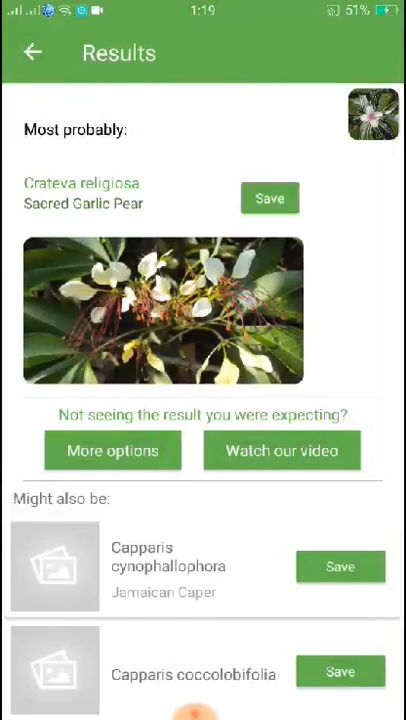 1:19
51%
Results
Most probably:
Crateva religiosa
Sacred Garlic Pear
Save
Not seeing the result you were expecting?
More options
Watch our video
Might also be:
Capparis
cynophallophora
Jamaican Caper
Save
Capparis coccolobifolia
Save